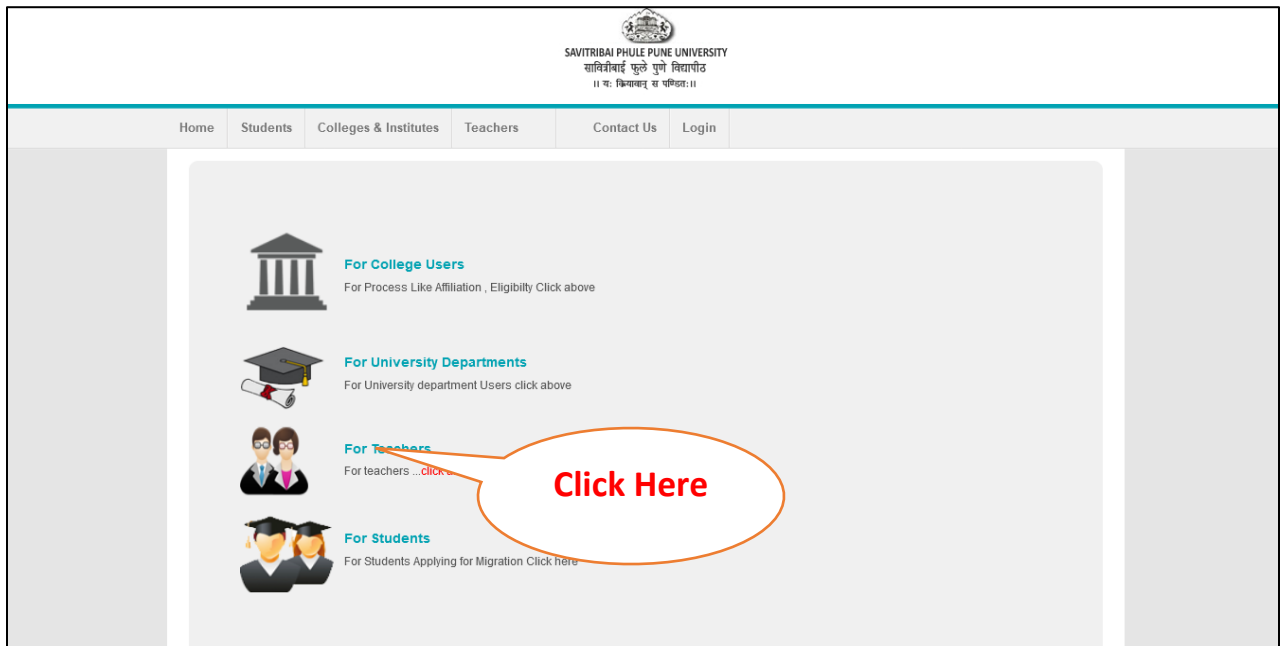 SAVITRIBAI PHULE PUNE UNIVERSITY
सावित्रीबाई फुले पुणे विद्यापीठ
॥ यः क्रियावान् स पण्डितः॥
Home Students Colleges & Institutes Teachers Contact Us Login
For College Users
For Process Like Affiliation , Eligibilty Click above
For University Departments
For University department Users click above
For Teachers
For teachers ...click
Click Here
For Students
For Students Applying for Migration Click here